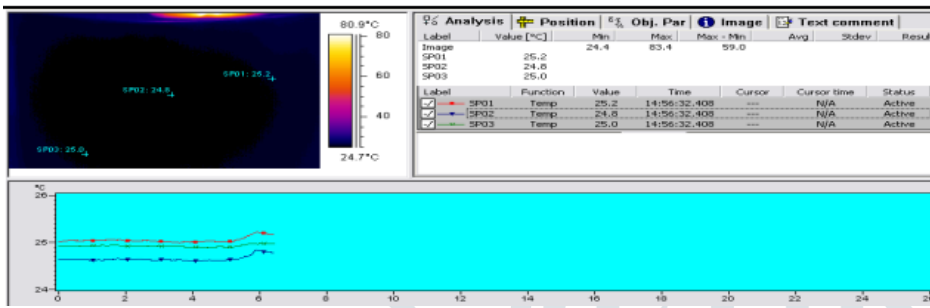 80.9°C
80
60
40
24.7°C
SP01: 25.2
SP02: 24.8
SP03: 25.0
Analysis Position Obj. Par Image Text comment
Label Value [°C] Min Max Max - Min Avg Stdev Resul
Image 24.4 83.4 59.0
SP01 25.2
SP02 24.8
SP03 25.0
Label Function Value Time Cursor Cursor time Status
SP01 Temp 25.2 14:56:32.408 --- N/A Active
SP02 Temp 24.8 14:56:32.408 --- N/A Active
SP03 Temp 25.0 14:56:32.408 --- N/A Active
°C
26
25
24
0 2 4 6 8 10 12 14 16 18 20 22 24 26